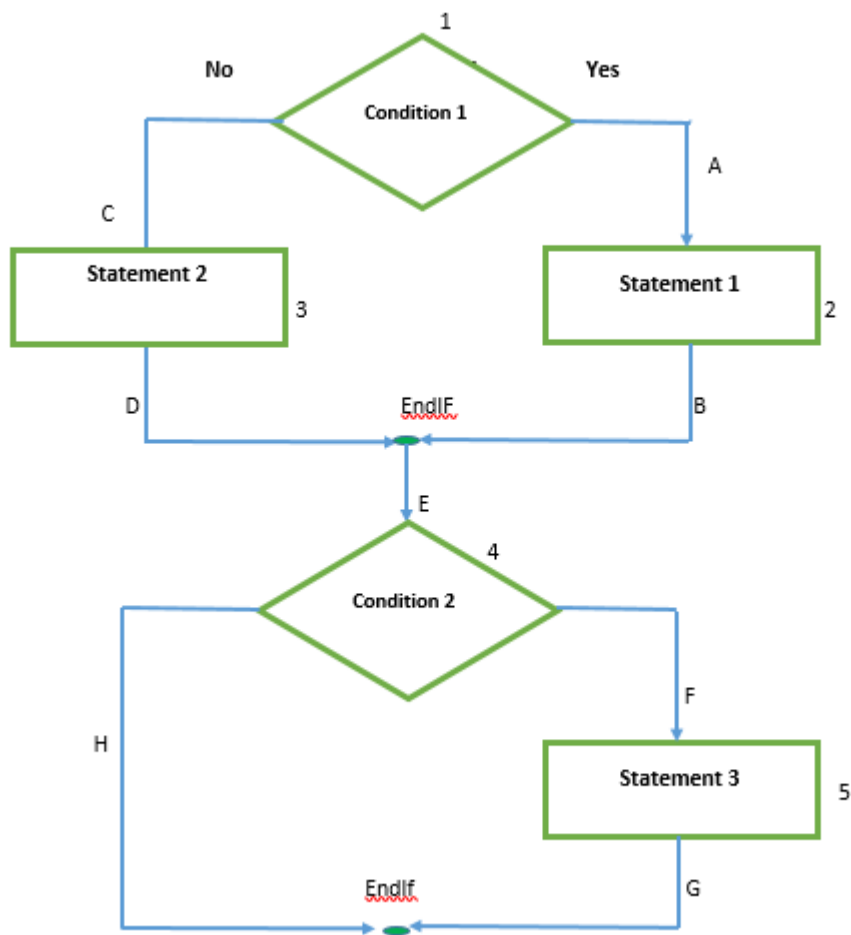 1
No
Yes
Condition 1
A
C
Statement 2
Statement 1
3
2
D
EndIF
B
E
4
Condition 2
F
H
Statement 3
5
EndIf
G